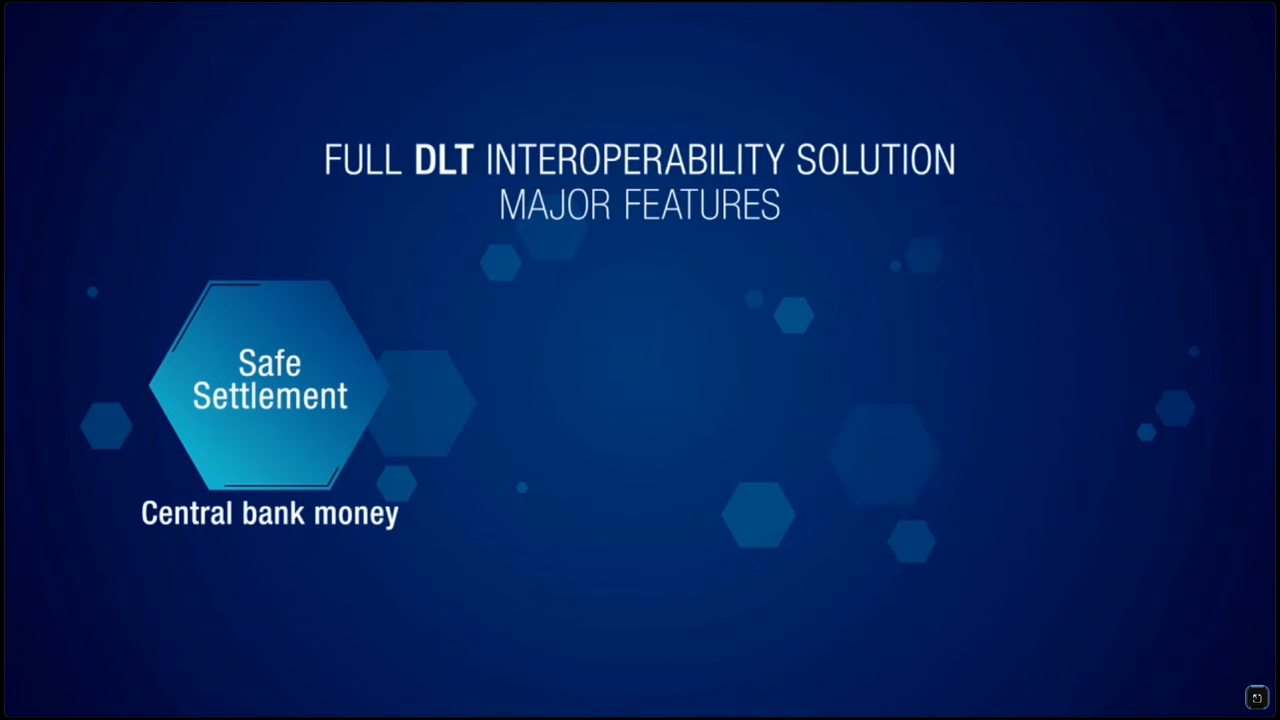 FULL DLT INTEROPERABILITY SOLUTION
MAJOR FEATURES
Safe
Settlement
Central bank money